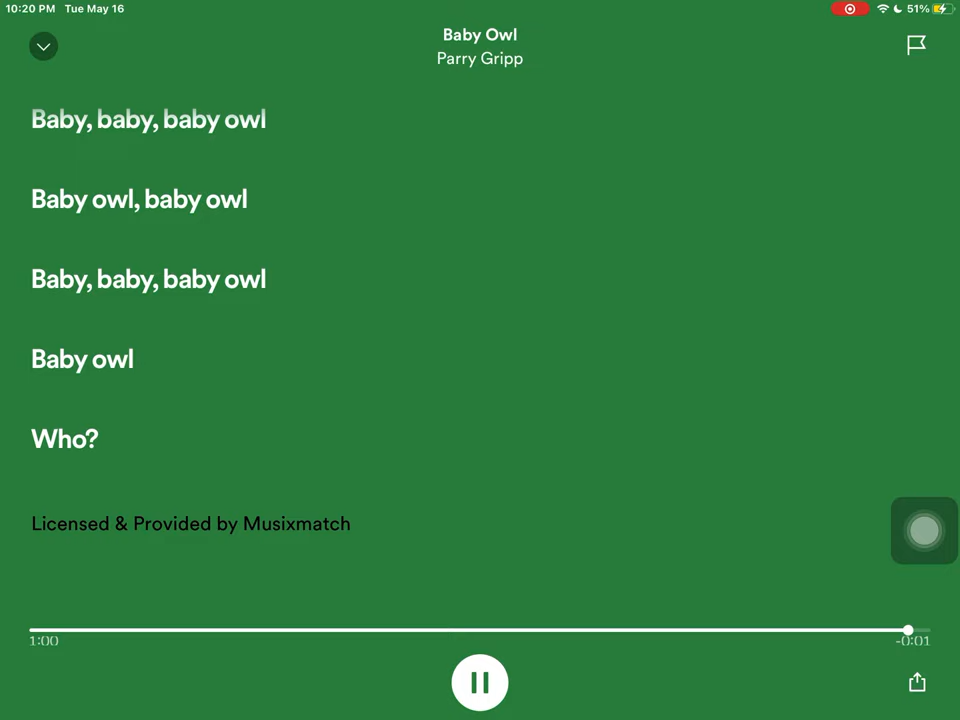 10:20 PM Tue May 16
51%
Baby Owl
Parry Gripp
Baby, baby, baby owl
Baby owl, baby owl
Baby, baby, baby owl
Baby owl
Who?
Licensed & Provided by Musixmatch
1:00
-0:01